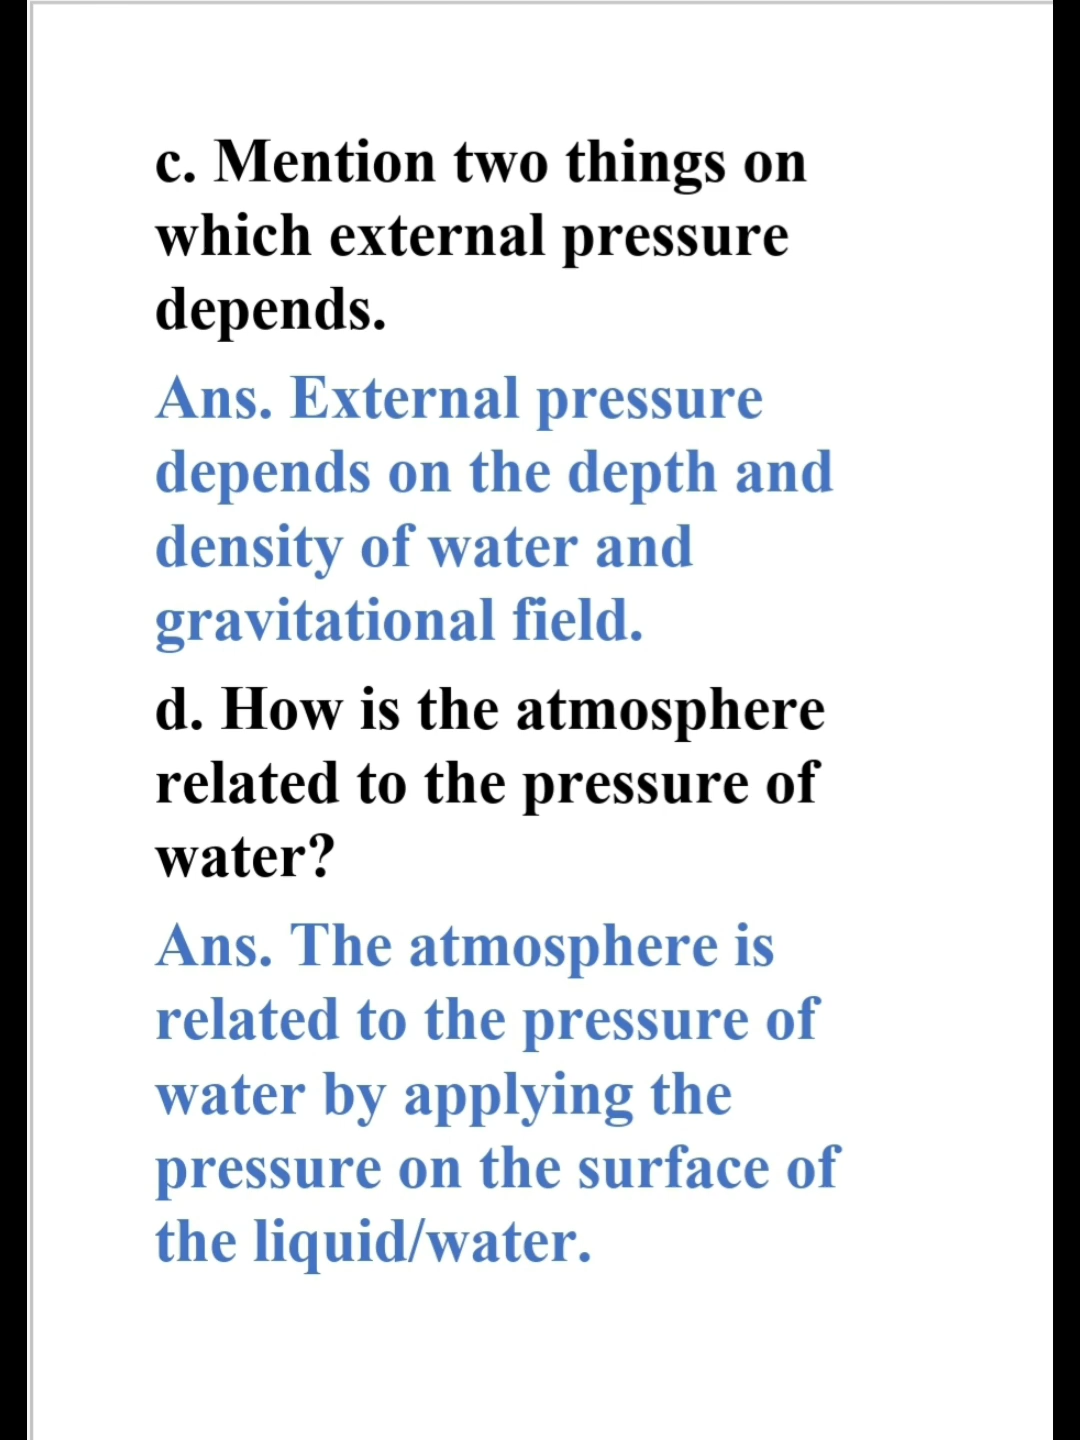 c. Mention two things on
which external pressure
depends.
Ans. External pressure
depends on the depth and
density of water and
gravitational field.
d. How is the atmosphere
related to the pressure of
water?
Ans. The atmosphere is
related to the pressure of
water by applying the
pressure on the surface of
the liquid/water.